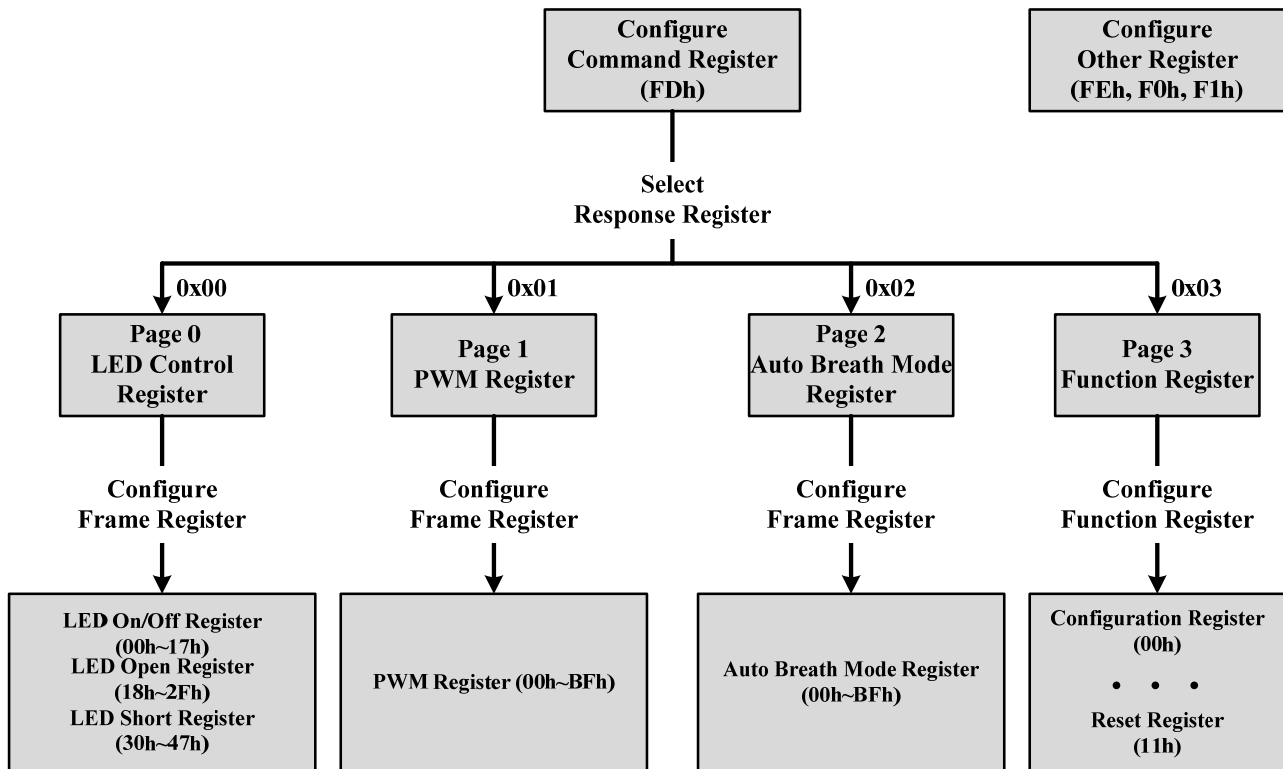 Configure
Command Register
(FDh)
Configure
Other Register
(FEh, F0h, F1h)
Select
Response Register
0x00
0x01
0x02
0x03
Page 0
LED Control
Register
Page 1
PWM Register
Page 2
Auto Breath Mode
Register
Page 3
Function Register
Configure
Frame Register
Configure
Frame Register
Configure
Frame Register
Configure
Function Register
LED On/Off Register
(00h~17h)
LED Open Register
(18h~2Fh)
LED Short Register
(30h~47h)
PWM Register (00h~BFh)
Auto Breath Mode Register
(00h~BFh)
Configuration Register
(00h)
• • •
Reset Register
(11h)